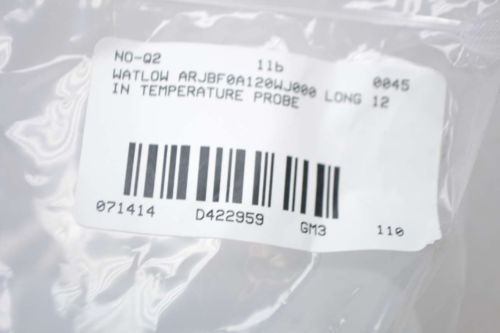 NO-Q2 11b 0045
WATLOW ARJBF0A120WJ000 LONG 12
IN TEMPERATURE PROBE
071414 D422959 GM3 110